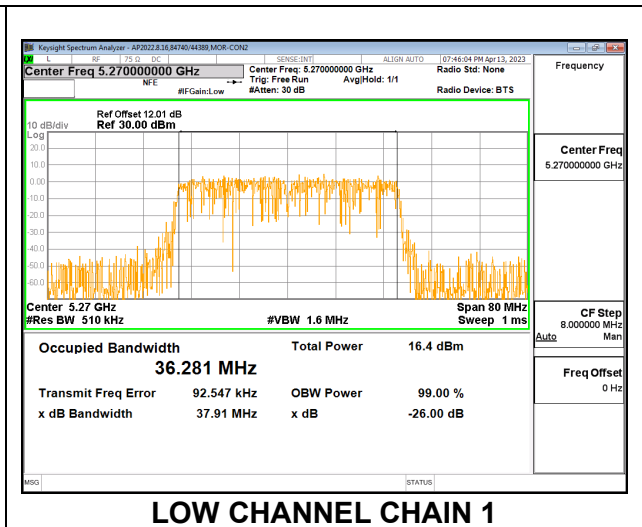 Keysight Spectrum Analyzer - AP2022.8.16,84740/44389,MOR-CON2
L RF 75 Ω DC SENSE:INT ALIGN AUTO 07:46:04 PM Apr 13, 2023
Center Freq 5.270000000 GHz
Center Freq: 5.270000000 GHz
Radio Std: None
Frequency
NFE
Trig: Free Run Avg|Hold: 1/1
#IFGain:Low
#Atten: 30 dB
Radio Device: BTS
Ref Offset 12.01 dB
10 dB/div Ref 30.00 dBm
Log
20.0
10.0
0.00
-10.0
-20.0
-30.0
-40.0
-50.0
-60.0
Center Freq
5.270000000 GHz
Center 5.27 GHz Span 80 MHz
#Res BW 510 kHz #VBW 1.6 MHz Sweep 1 ms
CF Step
8.000000 MHz
Auto Man
Occupied Bandwidth Total Power 16.4 dBm
36.281 MHz
Freq Offset
0 Hz
Transmit Freq Error 92.547 kHz OBW Power 99.00 %
x dB Bandwidth 37.91 MHz x dB -26.00 dB
MSG STATUS
LOW CHANNEL CHAIN 1